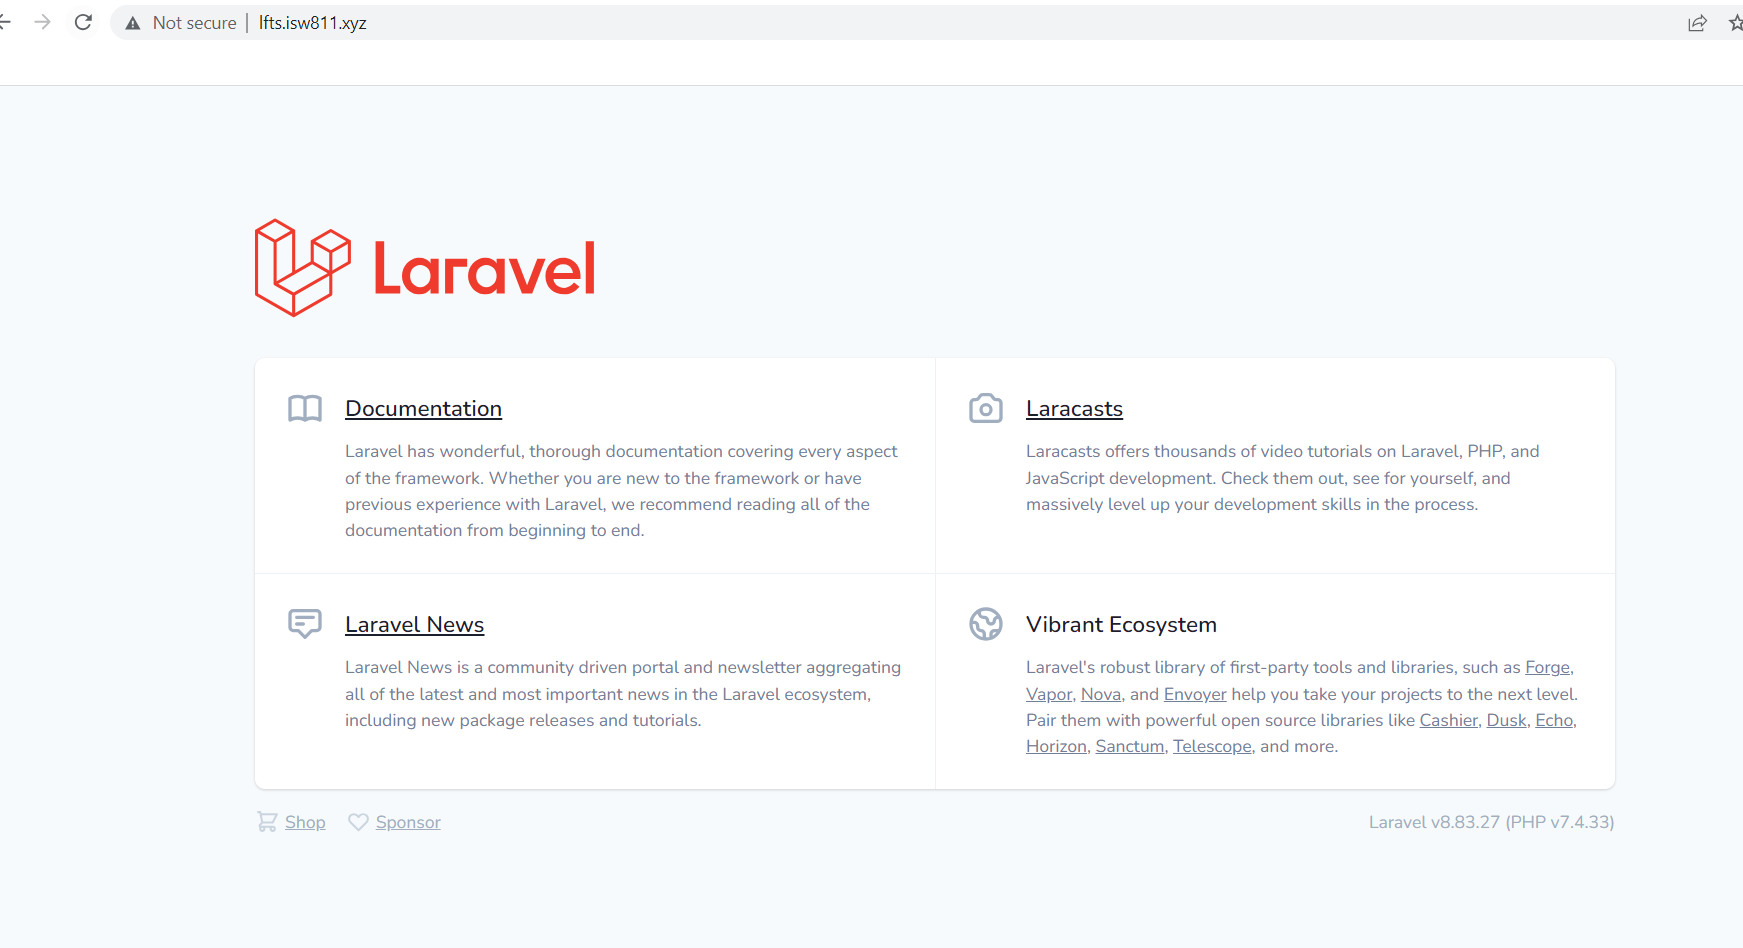 Not secure | lfts.isw811.xyz
Laravel
Documentation
Laravel has wonderful, thorough documentation covering every aspect
of the framework. Whether you are new to the framework or have
previous experience with Laravel, we recommend reading all of the
documentation from beginning to end.
Laracasts
Laracasts offers thousands of video tutorials on Laravel, PHP, and
JavaScript development. Check them out, see for yourself, and
massively level up your development skills in the process.
Laravel News
Laravel News is a community driven portal and newsletter aggregating
all of the latest and most important news in the Laravel ecosystem,
including new package releases and tutorials.
Vibrant Ecosystem
Laravel's robust library of first-party tools and libraries, such as Forge,
Vapor, Nova, and Envoyer help you take your projects to the next level.
Pair them with powerful open source libraries like Cashier, Dusk, Echo,
Horizon, Sanctum, Telescope, and more.
Shop Sponsor
Laravel v8.83.27 (PHP v7.4.33)